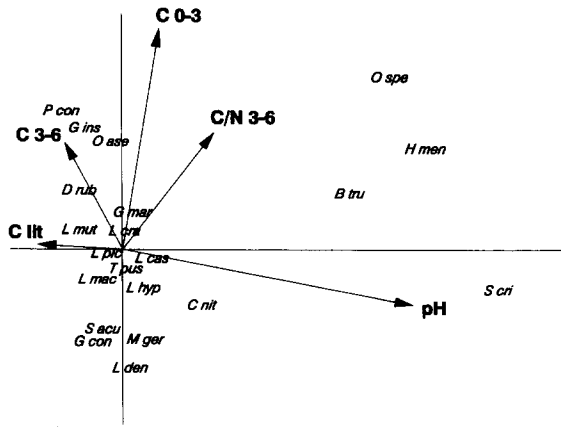 C 0-3
O spe
P con
C/N 3-6
G ins
C 3-6
O ase
H men
D rub
B tru
G mar
L mut
L cni
C lit
L pic
L cas
T pus
L mac
L hyp
S cri
C nit
pH
S acu
G con
M ger
L den